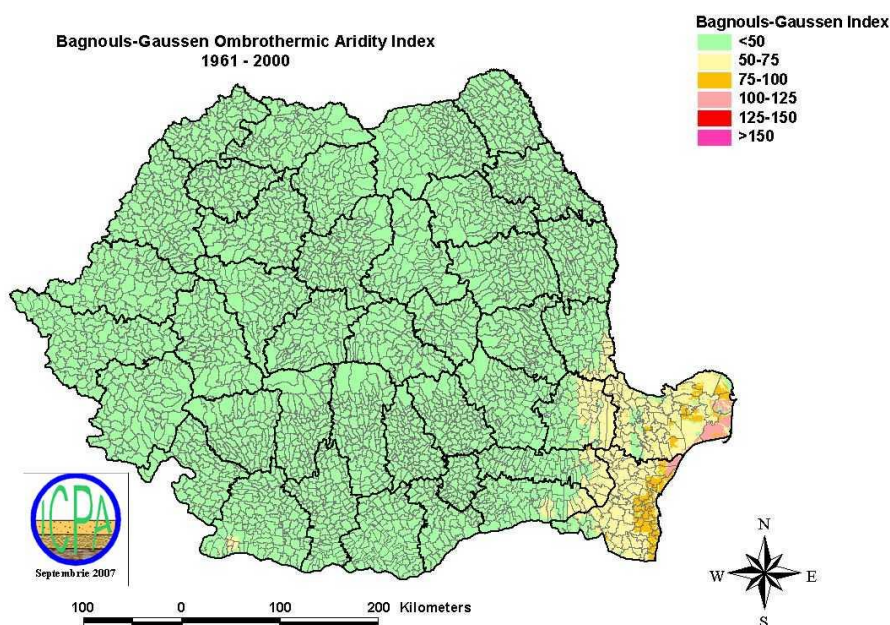 Bagnouls-Gaussen Ombrothermic Aridity Index
1961 - 2000
Bagnouls-Gaussen Index
<50
50-75
75-100
100-125
125-150
>150
ICPA
Septembrie 2007
N
W E
S
100 0 100 200 Kilometers